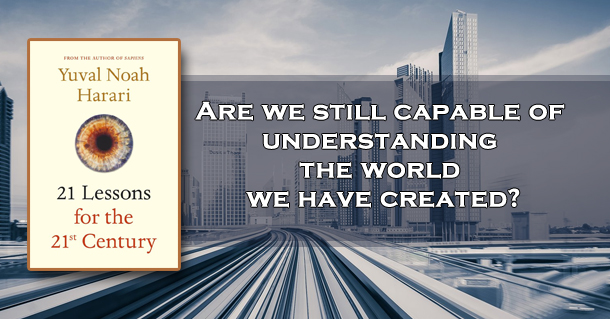 FROM THE AUTHOR OF SAPIENS
Yuval Noah
Harari
21 Lessons
for the
21st Century
ARE WE STILL CAPABLE OF
UNDERSTANDING
THE WORLD
WE HAVE CREATED?